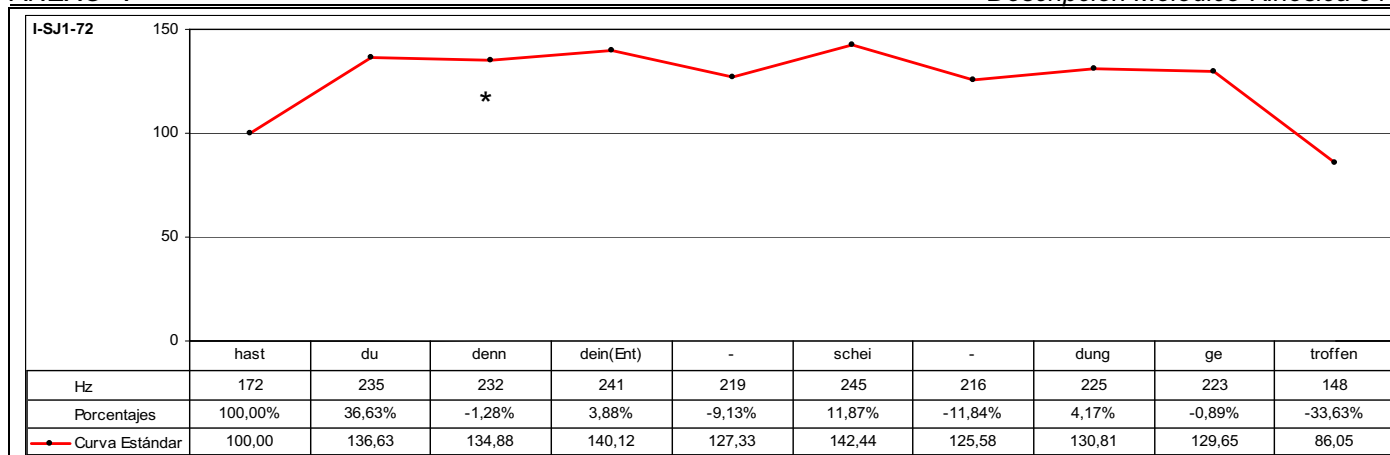 I-SJ1-72
150
*
100
50
0
hast du denn dein(Ent) - schei - dung ge troffen
Hz 172 235 232 241 219 245 216 225 223 148
Porcentajes 100,00% 36,63% -1,28% 3,88% -9,13% 11,87% -11,84% 4,17% -0,89% -33,63%
Curva Estándar 100,00 136,63 134,88 140,12 127,33 142,44 125,58 130,81 129,65 86,05